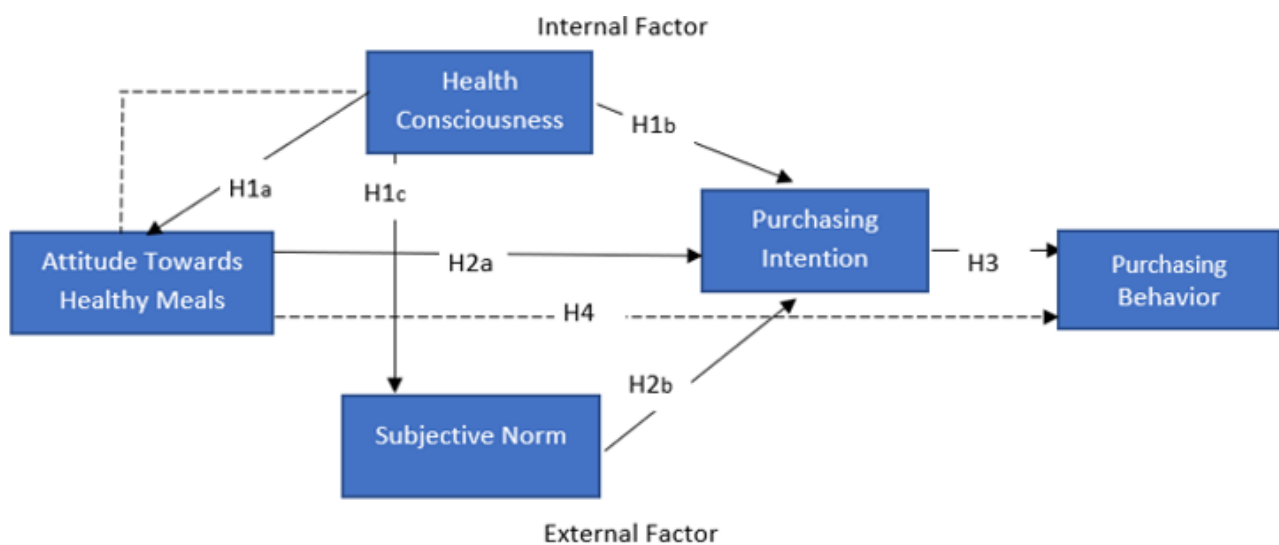 Internal Factor
Health
Consciousness
H1b
H1a
H1c
Purchasing
Intention
Attitude Towards
Healthy Meals
H2a
H3
Purchasing
Behavior
H4
H2b
Subjective Norm
External Factor